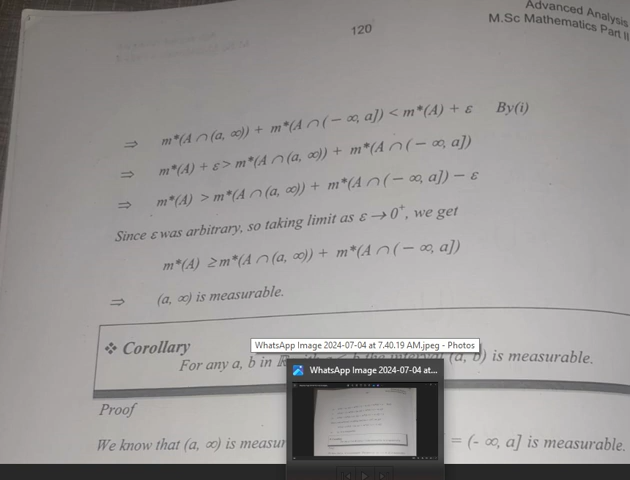 Advanced Analysis
120
M.Sc Mathematics Part II
⇒ m*(A ∩ (a, ∞)) + m*(A ∩ (− ∞, a]) < m*(A) + ε By(i)
⇒ m*(A) + ε > m*(A ∩ (a, ∞)) + m*(A ∩ (− ∞, a])
⇒ m*(A) > m*(A ∩ (a, ∞)) + m*(A ∩ (− ∞, a]) − ε
Since ε was arbitrary, so taking limit as ε → 0⁺, we get
m*(A) ≥ m*(A ∩ (a, ∞)) + m*(A ∩ (− ∞, a])
⇒ (a, ∞) is measurable.
WhatsApp Image 2024-07-04 at 7.40.19 AM.jpeg - Photos
❖ Corollary
For any a, b in (a, b) is measurable.
WhatsApp Image 2024-07-04 at...
Proof
We know that (a, ∞) is = (- ∞, a] is measurable.